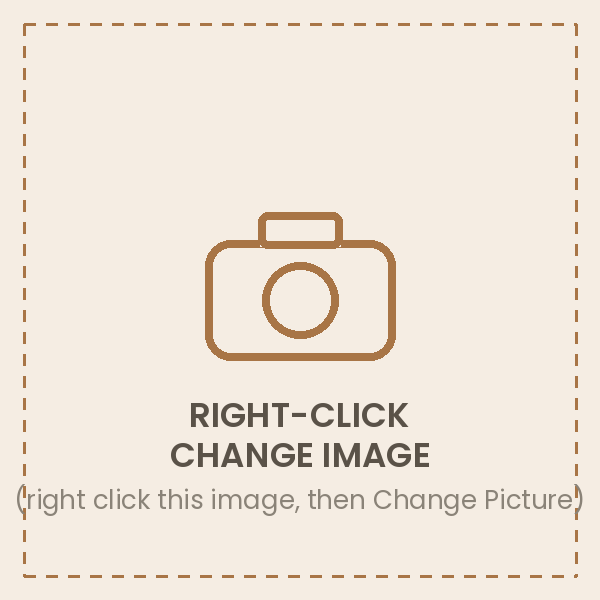 RIGHT-CLICK
CHANGE IMAGE
(right click this image, then Change Picture)